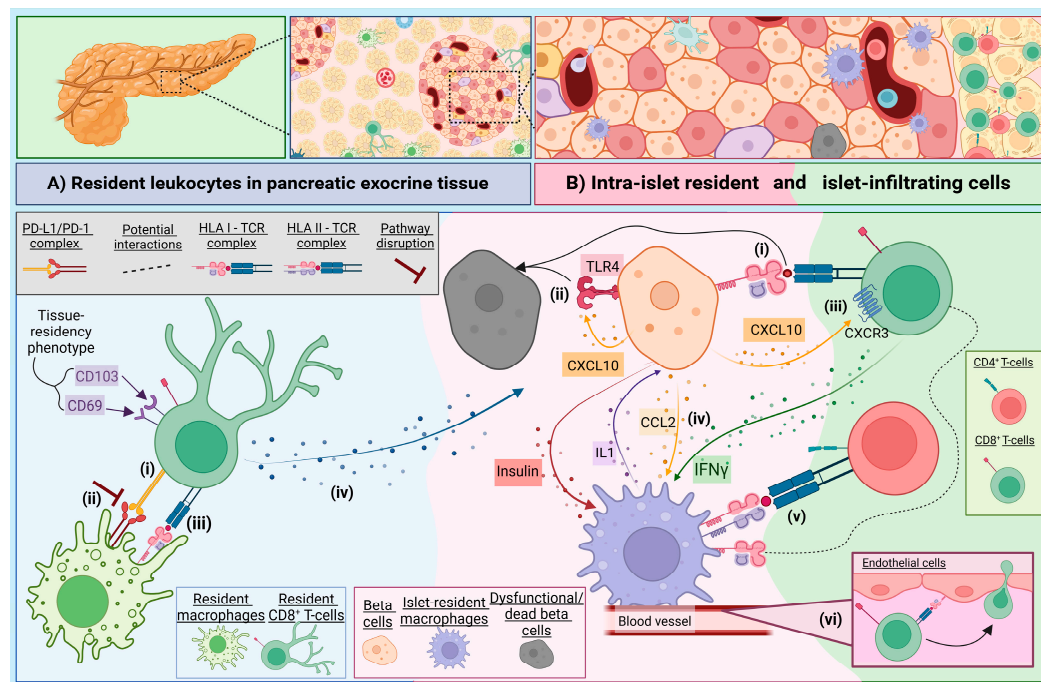 A) Resident leukocytes in pancreatic exocrine tissue
B) Intra-islet resident and islet-infiltrating cells
PD-L1/PD-1
complex
Potential
interactions
HLA I - TCR
complex
HLA II - TCR
complex
Pathway
disruption
Tissue-
residency
phenotype
CD103
CD69
(i)
(ii)
(iii)
(iv)
Resident
macrophages
Resident
CD8⁺ T-cells
TLR4
(i)
(ii)
(iii)
CXCL10
CXCL10
CXCR3
CCL2
(iv)
IL1
Insulin
IFNγ
(v)
CD4⁺ T-cells
CD8⁺ T-cells
Beta
cells
Islet-resident
macrophages
Dysfunctional/
dead beta
cells
Blood vessel
(vi)
Endothelial cells